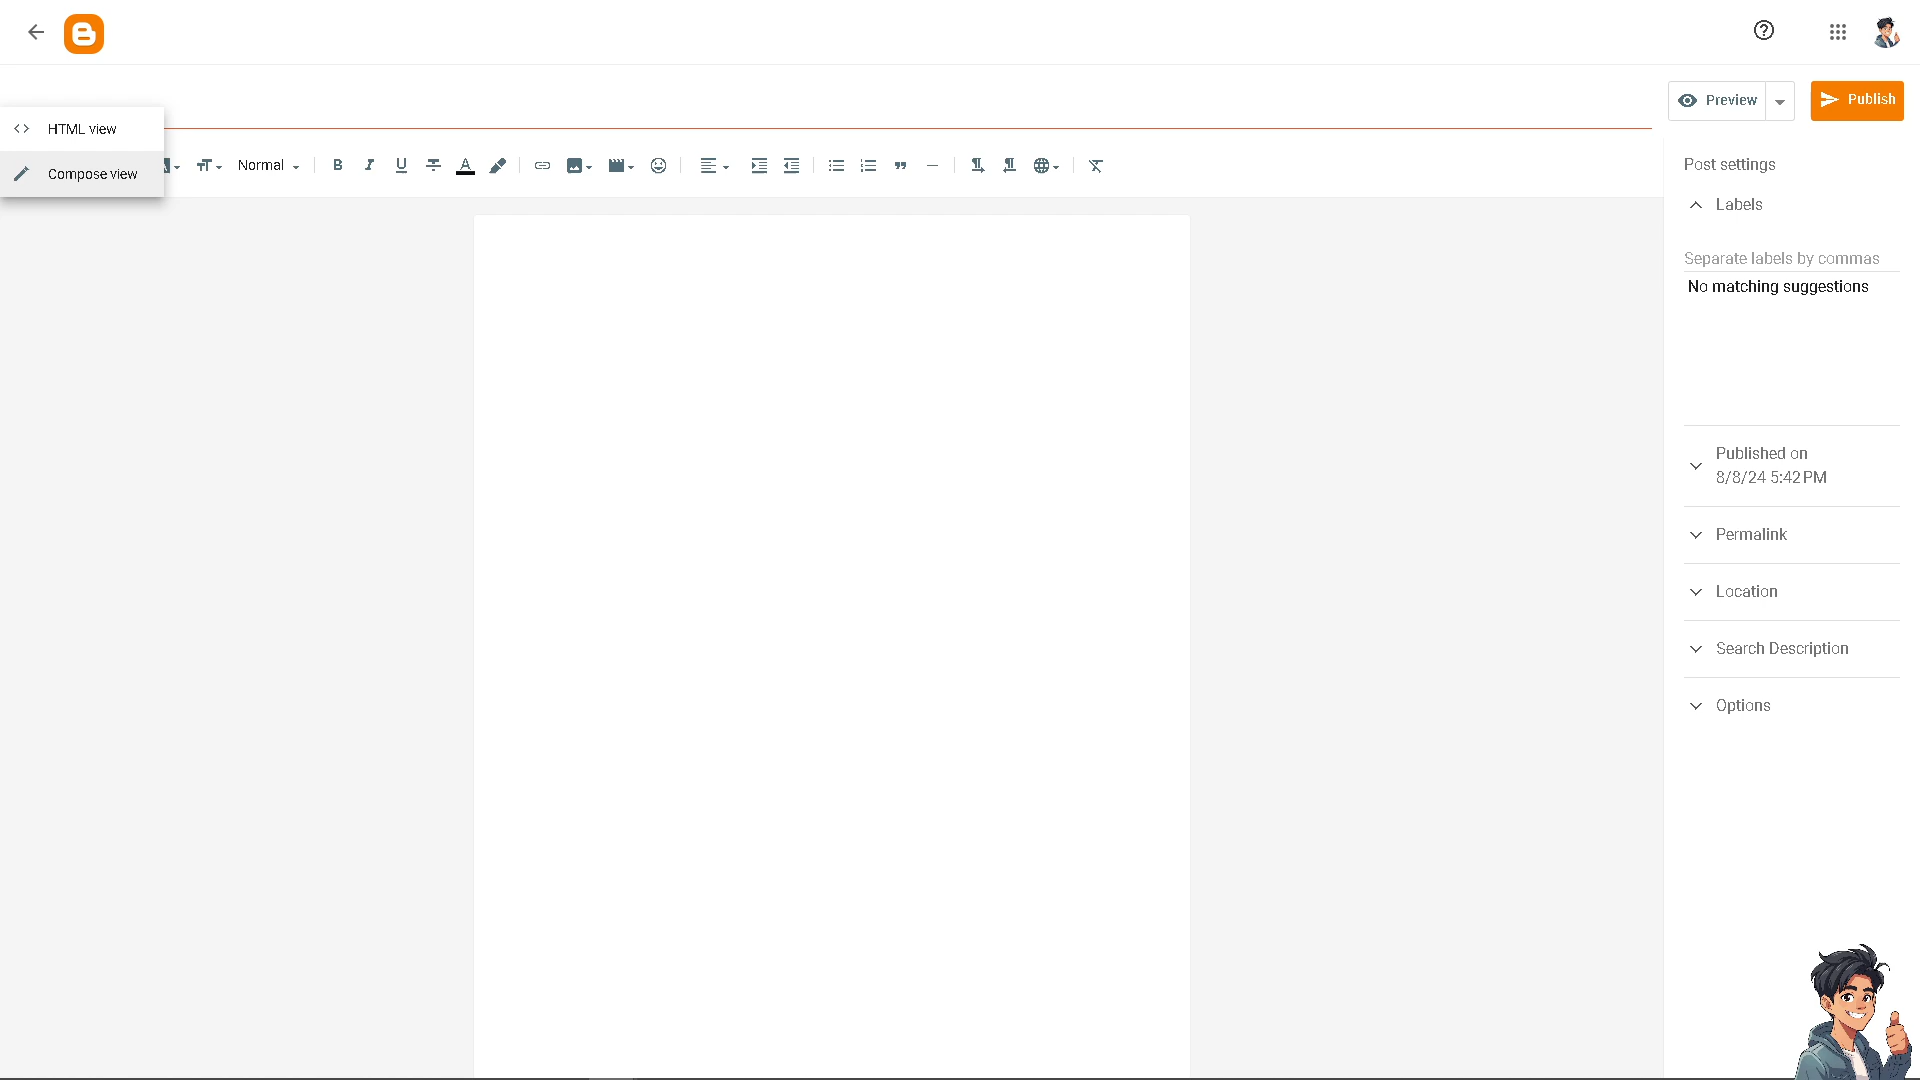 Preview
Publish
HTML view
Compose view
Normal
Post settings
Labels
Separate labels by commas
No matching suggestions
Published on
8/8/24 5:42 PM
Permalink
Location
Search Description
Options